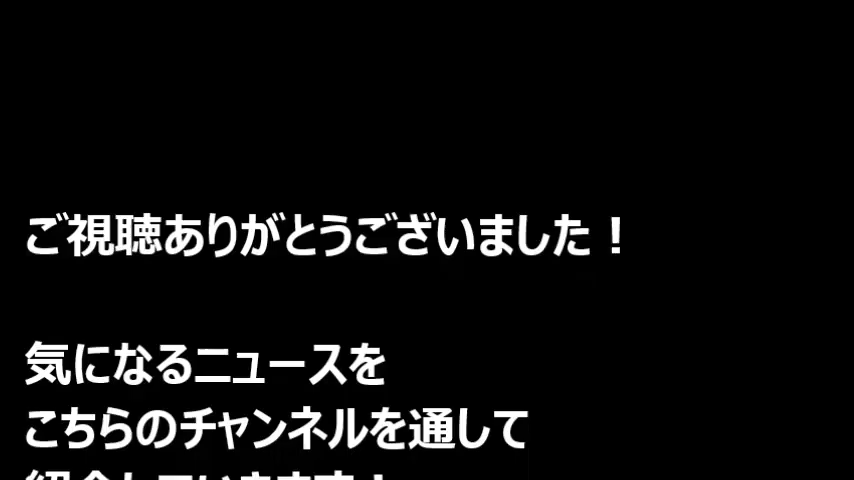 ご視聴ありがとうございました！
気になるニュースを
こちらのチャンネルを通して